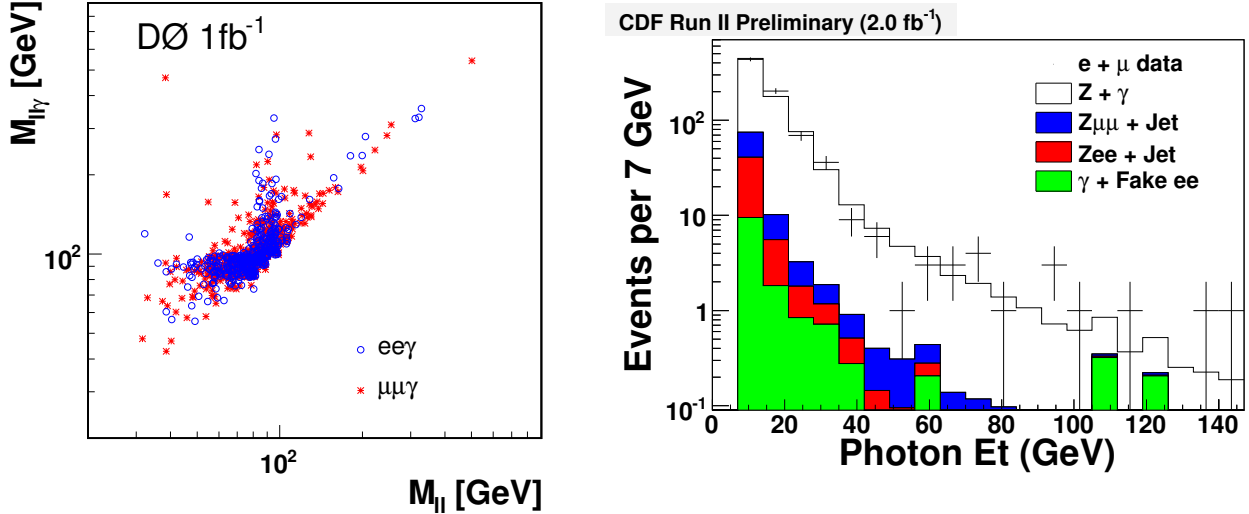 DØ 1fb⁻¹
M_llγ [GeV]
10²
10²
M_ll [GeV]
eeγ
μμγ
CDF Run II Preliminary (2.0 fb⁻¹)
Events per 7 GeV
10²
10
1
10⁻¹
e + μ data
Z + γ
Zμμ + Jet
Zee + Jet
γ + Fake ee
0 20 40 60 80 100 120 140
Photon Et (GeV)